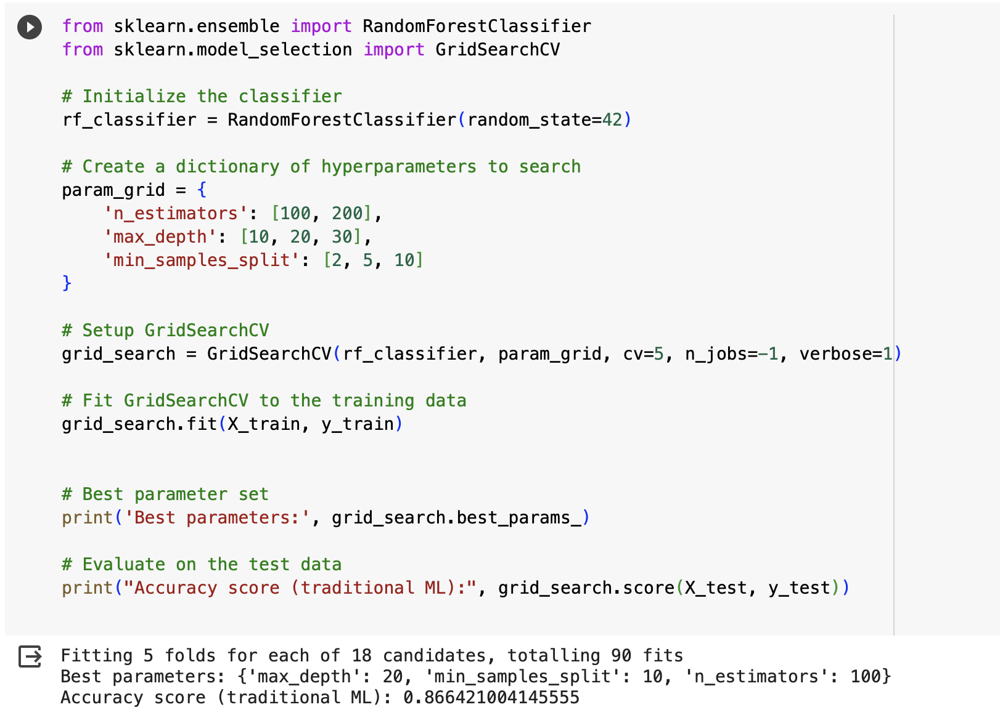 from sklearn.ensemble import RandomForestClassifier
from sklearn.model_selection import GridSearchCV
# Initialize the classifier
rf_classifier = RandomForestClassifier(random_state=42)
# Create a dictionary of hyperparameters to search
param_grid = {
    'n_estimators': [100, 200],
    'max_depth': [10, 20, 30],
    'min_samples_split': [2, 5, 10]
}
# Setup GridSearchCV
grid_search = GridSearchCV(rf_classifier, param_grid, cv=5, n_jobs=-1, verbose=1)
# Fit GridSearchCV to the training data
grid_search.fit(X_train, y_train)
# Best parameter set
print('Best parameters:', grid_search.best_params_)
# Evaluate on the test data
print("Accuracy score (traditional ML):", grid_search.score(X_test, y_test))
Fitting 5 folds for each of 18 candidates, totalling 90 fits
Best parameters: {'max_depth': 20, 'min_samples_split': 10, 'n_estimators': 100}
Accuracy score (traditional ML): 0.866421004145555